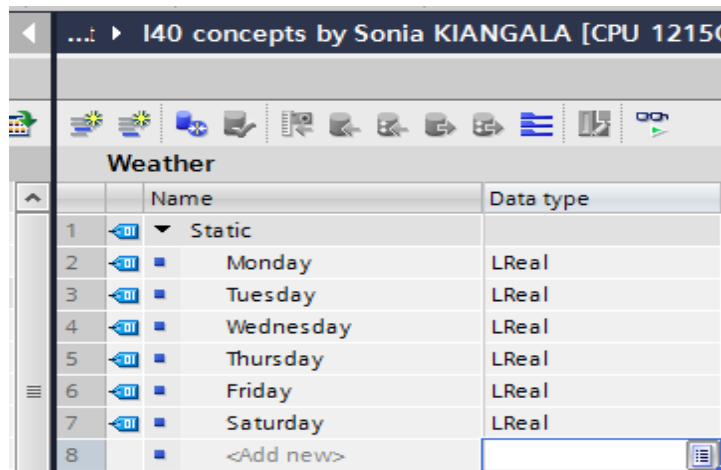 ...: I40 concepts by Sonia KIANGALA [CPU 1215
Weather
Name Data type
1 Static
2 Monday LReal
3 Tuesday LReal
4 Wednesday LReal
5 Thursday LReal
6 Friday LReal
7 Saturday LReal
8 <Add new>